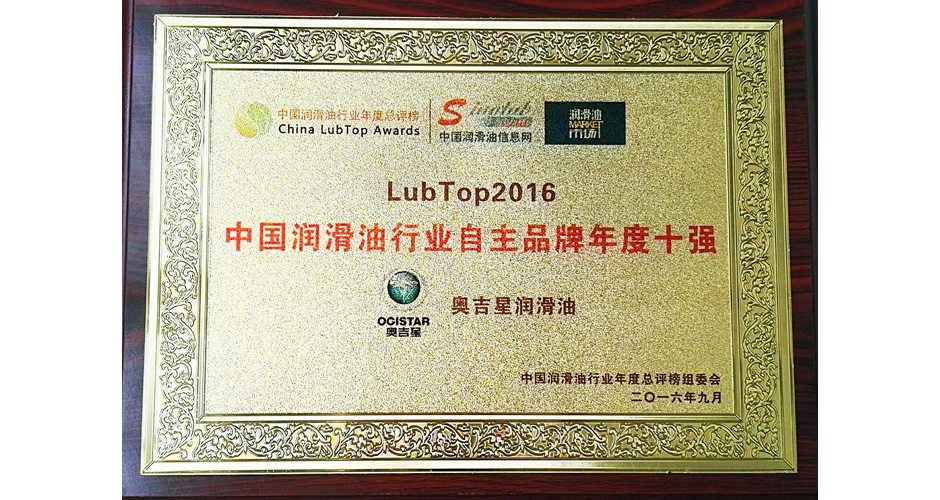 中国润滑油行业年度总评榜
China LubTop Awards
Sinolub
中国润滑油信息网
润滑油
MARKET
市场
LubTop2016
中国润滑油行业自主品牌年度十强
OCISTAR
奥吉星
奥吉星润滑油
中国润滑油行业年度总评榜组委会
二〇一六年九月